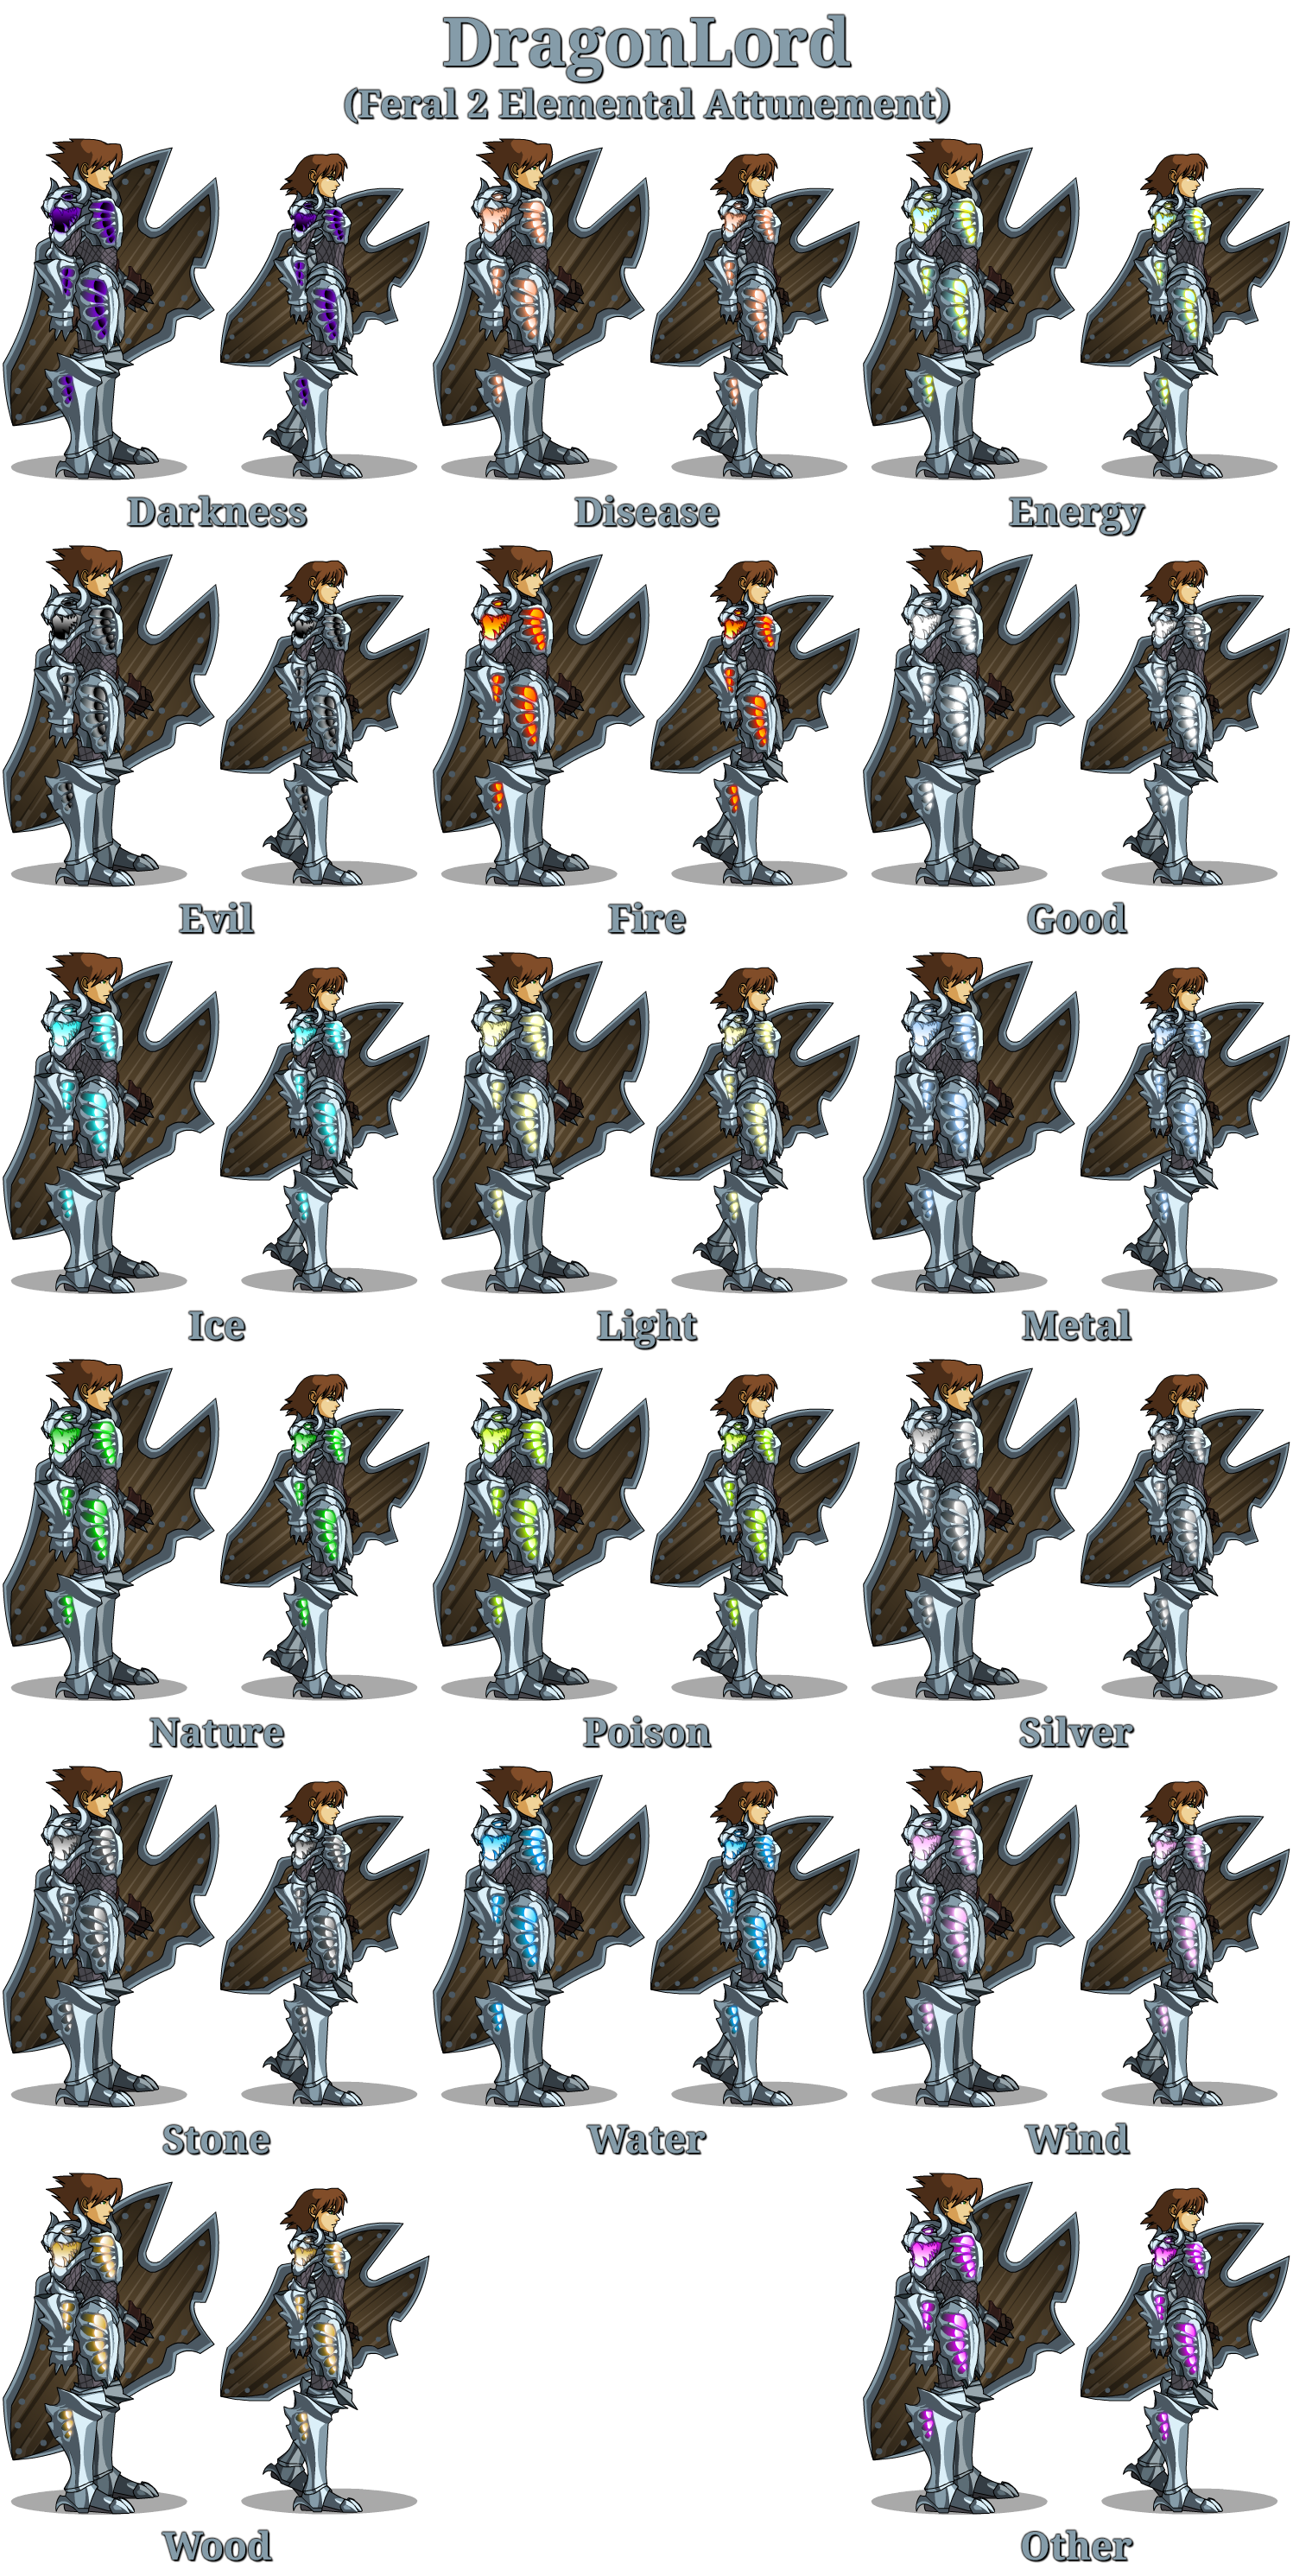 DragonLord
(Feral 2 Elemental Attunement)
Darkness
Disease
Energy
Evil
Fire
Good
Ice
Light
Metal
Nature
Poison
Silver
Stone
Water
Wind
Wood
Other